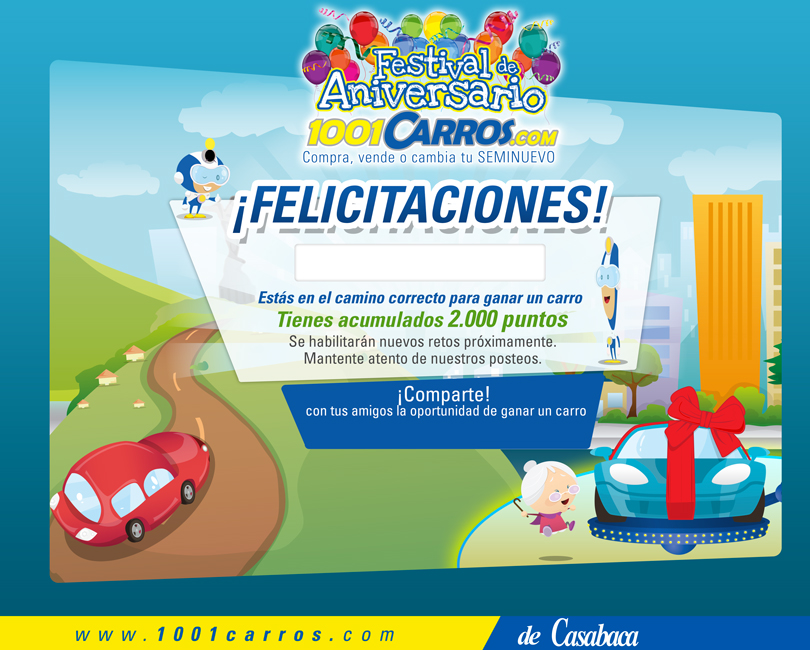 Festival de
Aniversario
1001CARROS.COM
Compra, vende o cambia tu SEMINUEVO
¡FELICITACIONES!
Estás en el camino correcto para ganar un carro
Tienes acumulados 2.000 puntos
Se habilitarán nuevos retos próximamente.
Mantente atento de nuestros posteos.
¡Comparte!
con tus amigos la oportunidad de ganar un carro
www.1001carros.com
de Casabaca